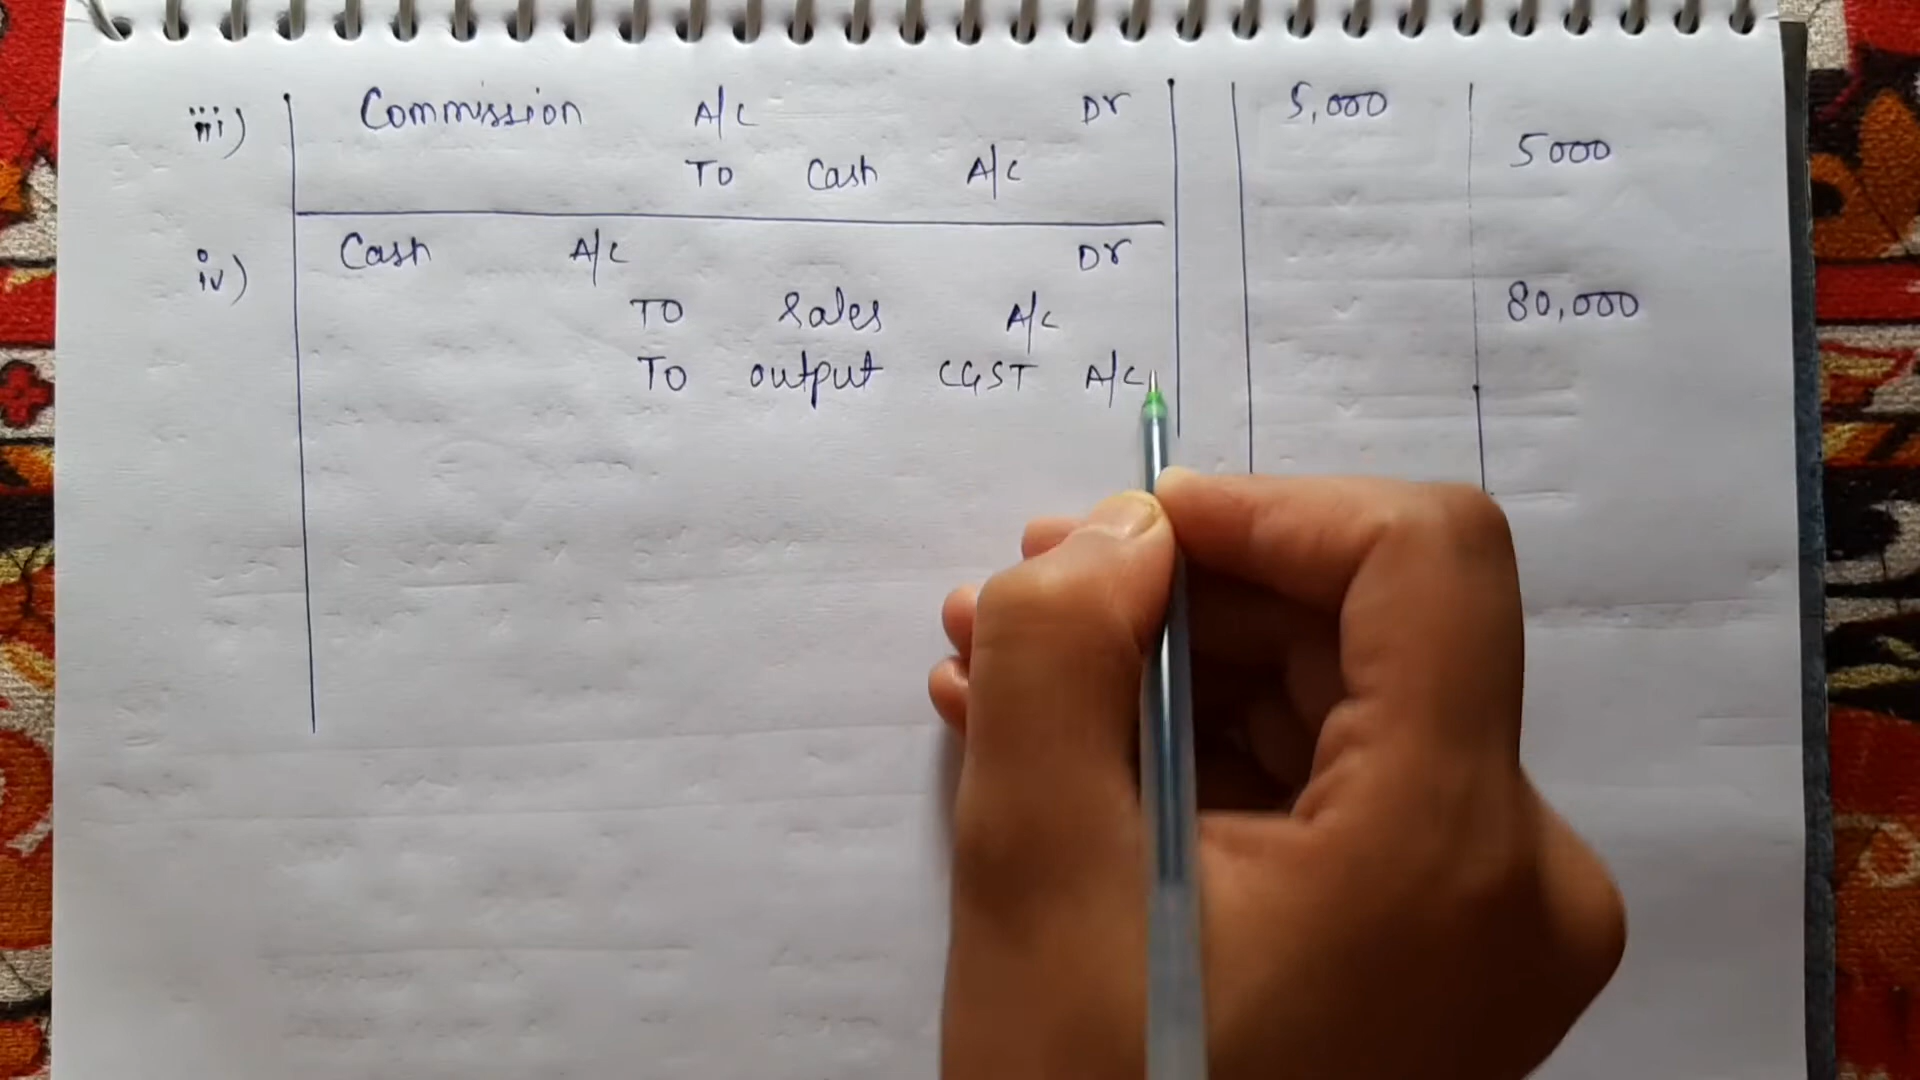 iii) Commission A/C Dr 5,000
To Cash A/C 5000
iv) Cash A/C Dr
To Sales A/C 80,000
To output CGST A/C